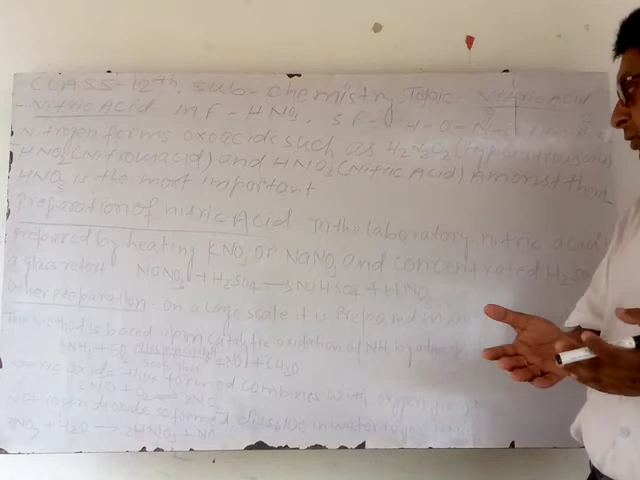 CLASS-12th, Sub-chemistry, Topic - Nitric Acid
- Nitric Acid MF- HNO3, SF- H-O-N
Nitrogen forms oxoacids such as H2N2O2 (Hyponitrous acid)
HNO2 (Nitrous acid) and HNO3 (Nitric Acid) Amongst them
HNO3 is the most important
Preparation of nitric Acid - In the laboratory, nitric acid is
prepared by heating KNO3 or NaNO3 and concentrated H2SO4
a glass retort NaNO3 + H2SO4 → NaHSO4 + HNO3
Other preparation - On a large scale it is prepared
This method is based upon catalytic oxidation of NH3 by
4NH3 + 5O2 4NO + 6H2O
oxide thus formed combines with oxygen
2NO + O2 ⇌ 2NO2
Nitrogen dioxide so formed, dissolve in water to give HNO3
3NO2 + H2O → 2HNO3 + NO